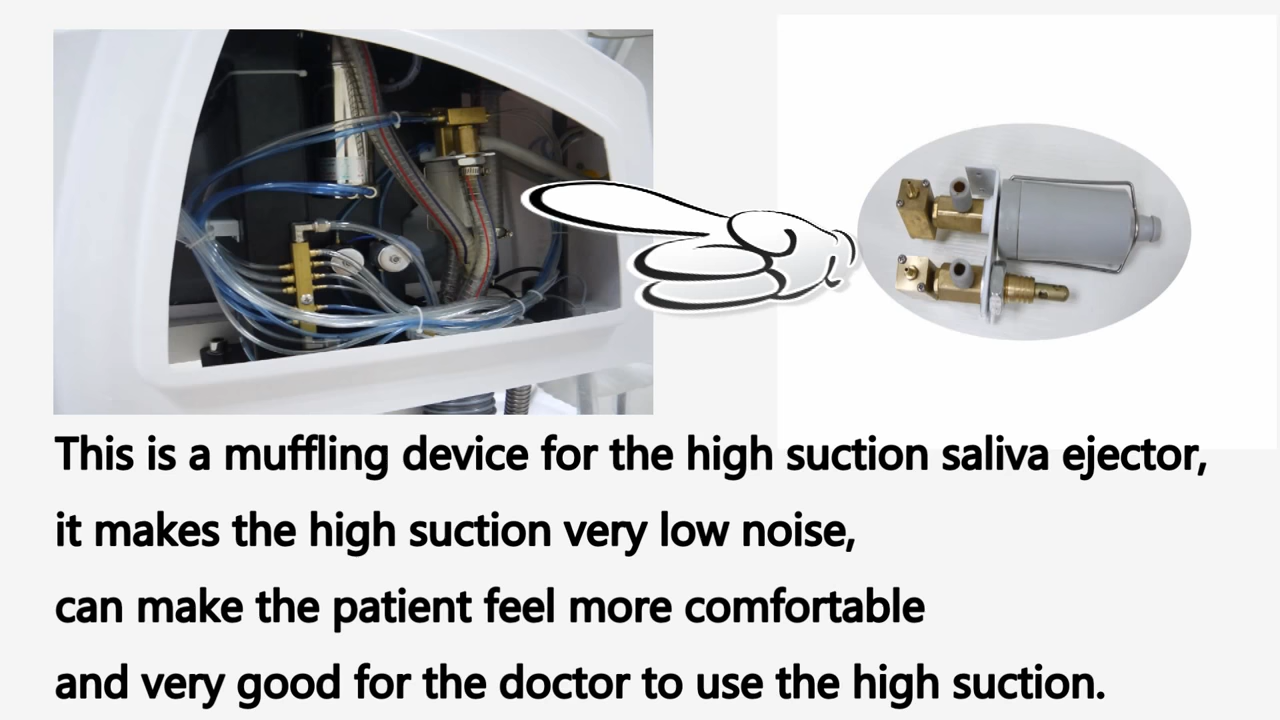 This is a muffling device for the high suction saliva ejector,
it makes the high suction very low noise,
can make the patient feel more comfortable
and very good for the doctor to use the high suction.